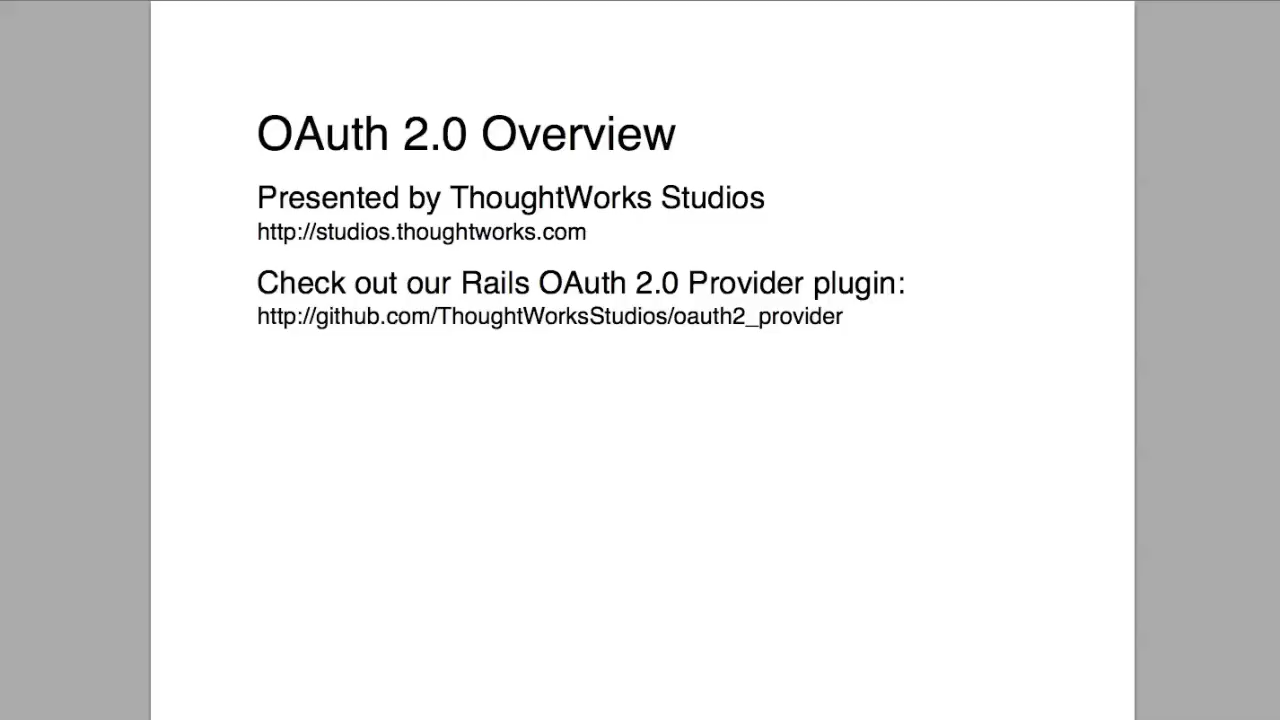 OAuth 2.0 Overview
Presented by ThoughtWorks Studios
http://studios.thoughtworks.com
Check out our Rails OAuth 2.0 Provider plugin:
http://github.com/ThoughtWorksStudios/oauth2_provider